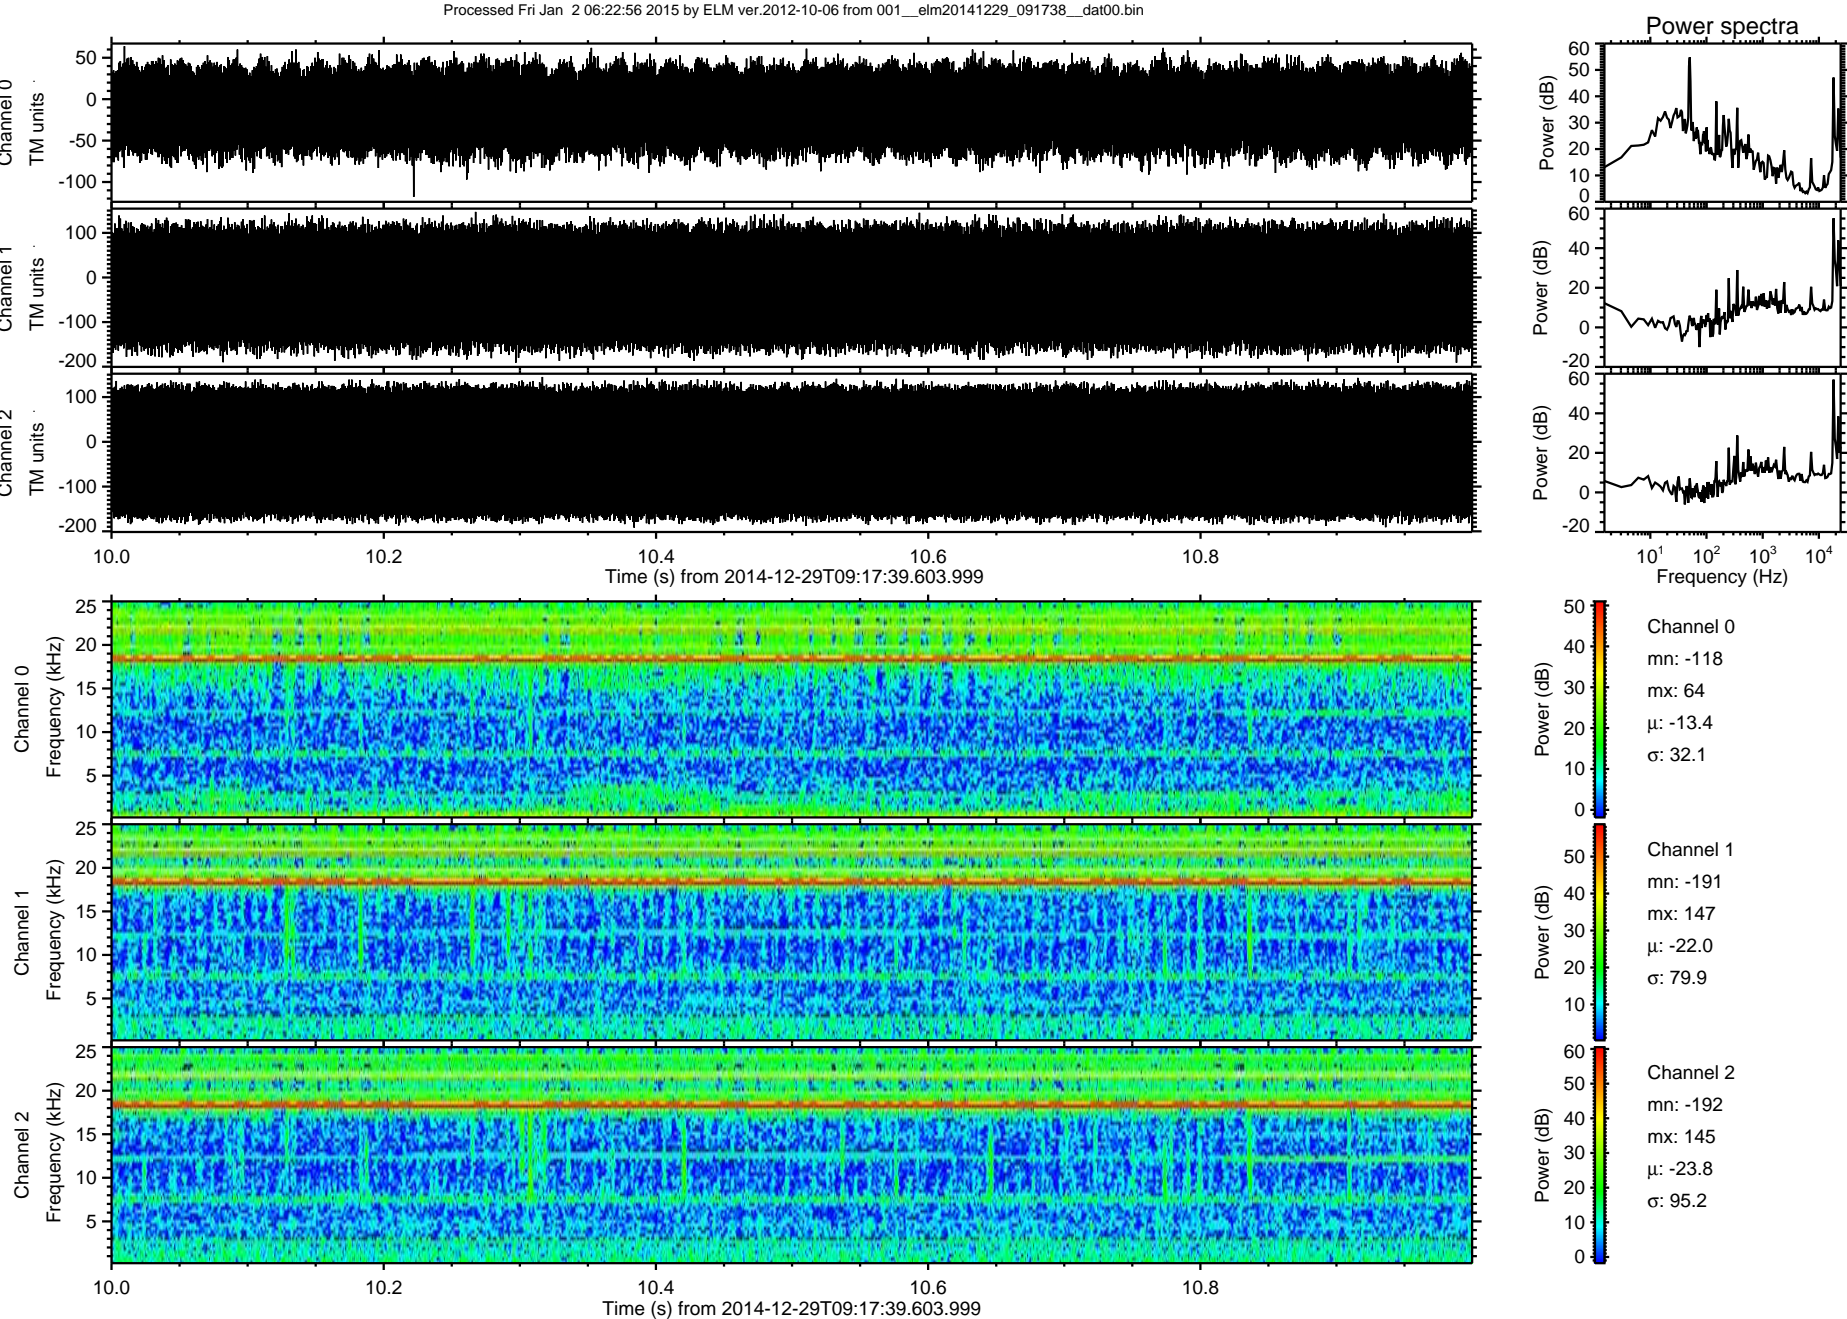 Processed Fri Jan  2 06:22:56 2015 by ELM ver.2012-10-06 from 001__elm20141229_091738__dat00.bin
Power spectra
Channel 0
TM units
50
0
-50
-100
Power (dB)
60
50
40
30
20
10
0
Channel 1
TM units
100
0
-100
-200
Power (dB)
60
40
20
0
-20
Channel 2
TM units
100
0
-100
-200
Power (dB)
60
40
20
0
-20
10.0 10.2 10.4 10.6 10.8
Time (s) from 2014-12-29T09:17:39.603.999
10¹ 10² 10³ 10⁴
Frequency (Hz)
Channel 0
Frequency (kHz)
25
20
15
10
5
Power (dB)
50
40
30
20
10
0
Channel 0
mn: -118
mx: 64
μ: -13.4
σ: 32.1
Channel 1
Frequency (kHz)
25
20
15
10
5
Power (dB)
50
40
30
20
10
Channel 1
mn: -191
mx: 147
μ: -22.0
σ: 79.9
Channel 2
Frequency (kHz)
25
20
15
10
5
Power (dB)
60
50
40
30
20
10
0
Channel 2
mn: -192
mx: 145
μ: -23.8
σ: 95.2
10.0 10.2 10.4 10.6 10.8
Time (s) from 2014-12-29T09:17:39.603.999